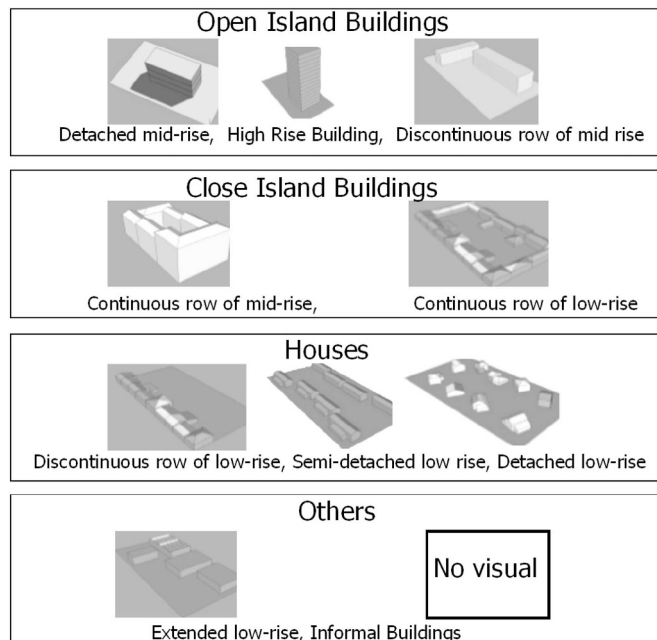 Open Island Buildings
Detached mid-rise, High Rise Building, Discontinuous row of mid rise
Close Island Buildings
Continuous row of mid-rise, Continuous row of low-rise
Houses
Discontinuous row of low-rise, Semi-detached low rise, Detached low-rise
Others
No visual
Extended low-rise, Informal Buildings